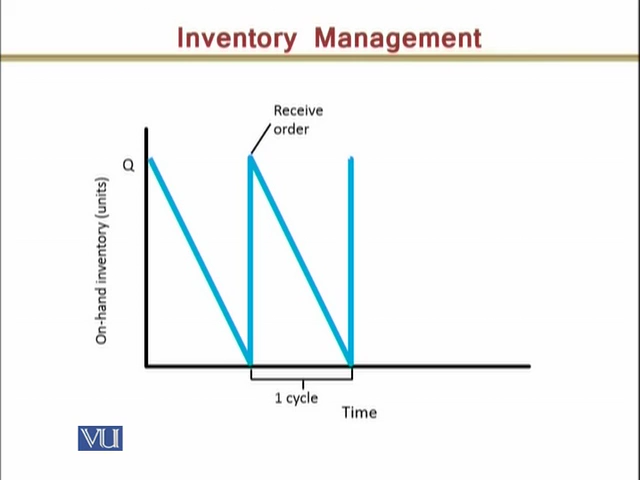 Inventory Management
Receive
order
Q
On-hand inventory (units)
1 cycle
Time
VU